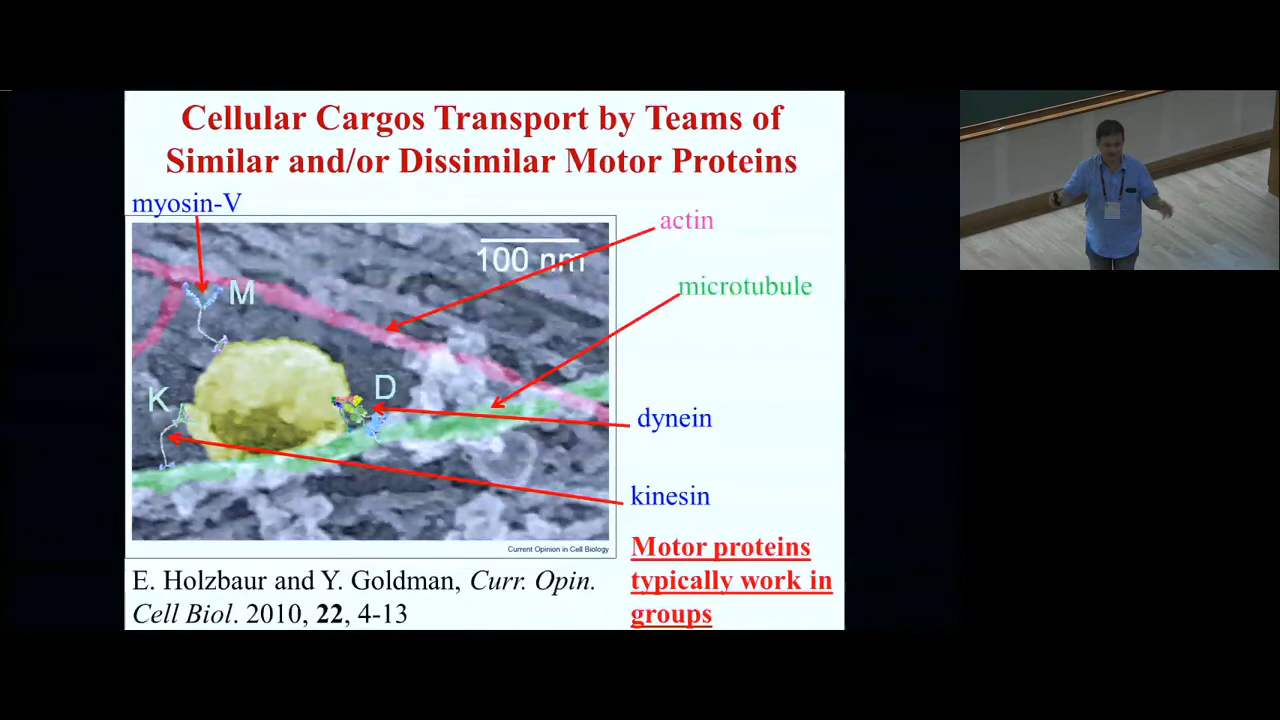 Cellular Cargos Transport by Teams of
Similar and/or Dissimilar Motor Proteins
myosin-V
actin
100 nm
microtubule
M
D
K
dynein
kinesin
Current Opinion in Cell Biology
Motor proteins
typically work in
groups
E. Holzbaur and Y. Goldman, Curr. Opin.
Cell Biol. 2010, 22, 4-13